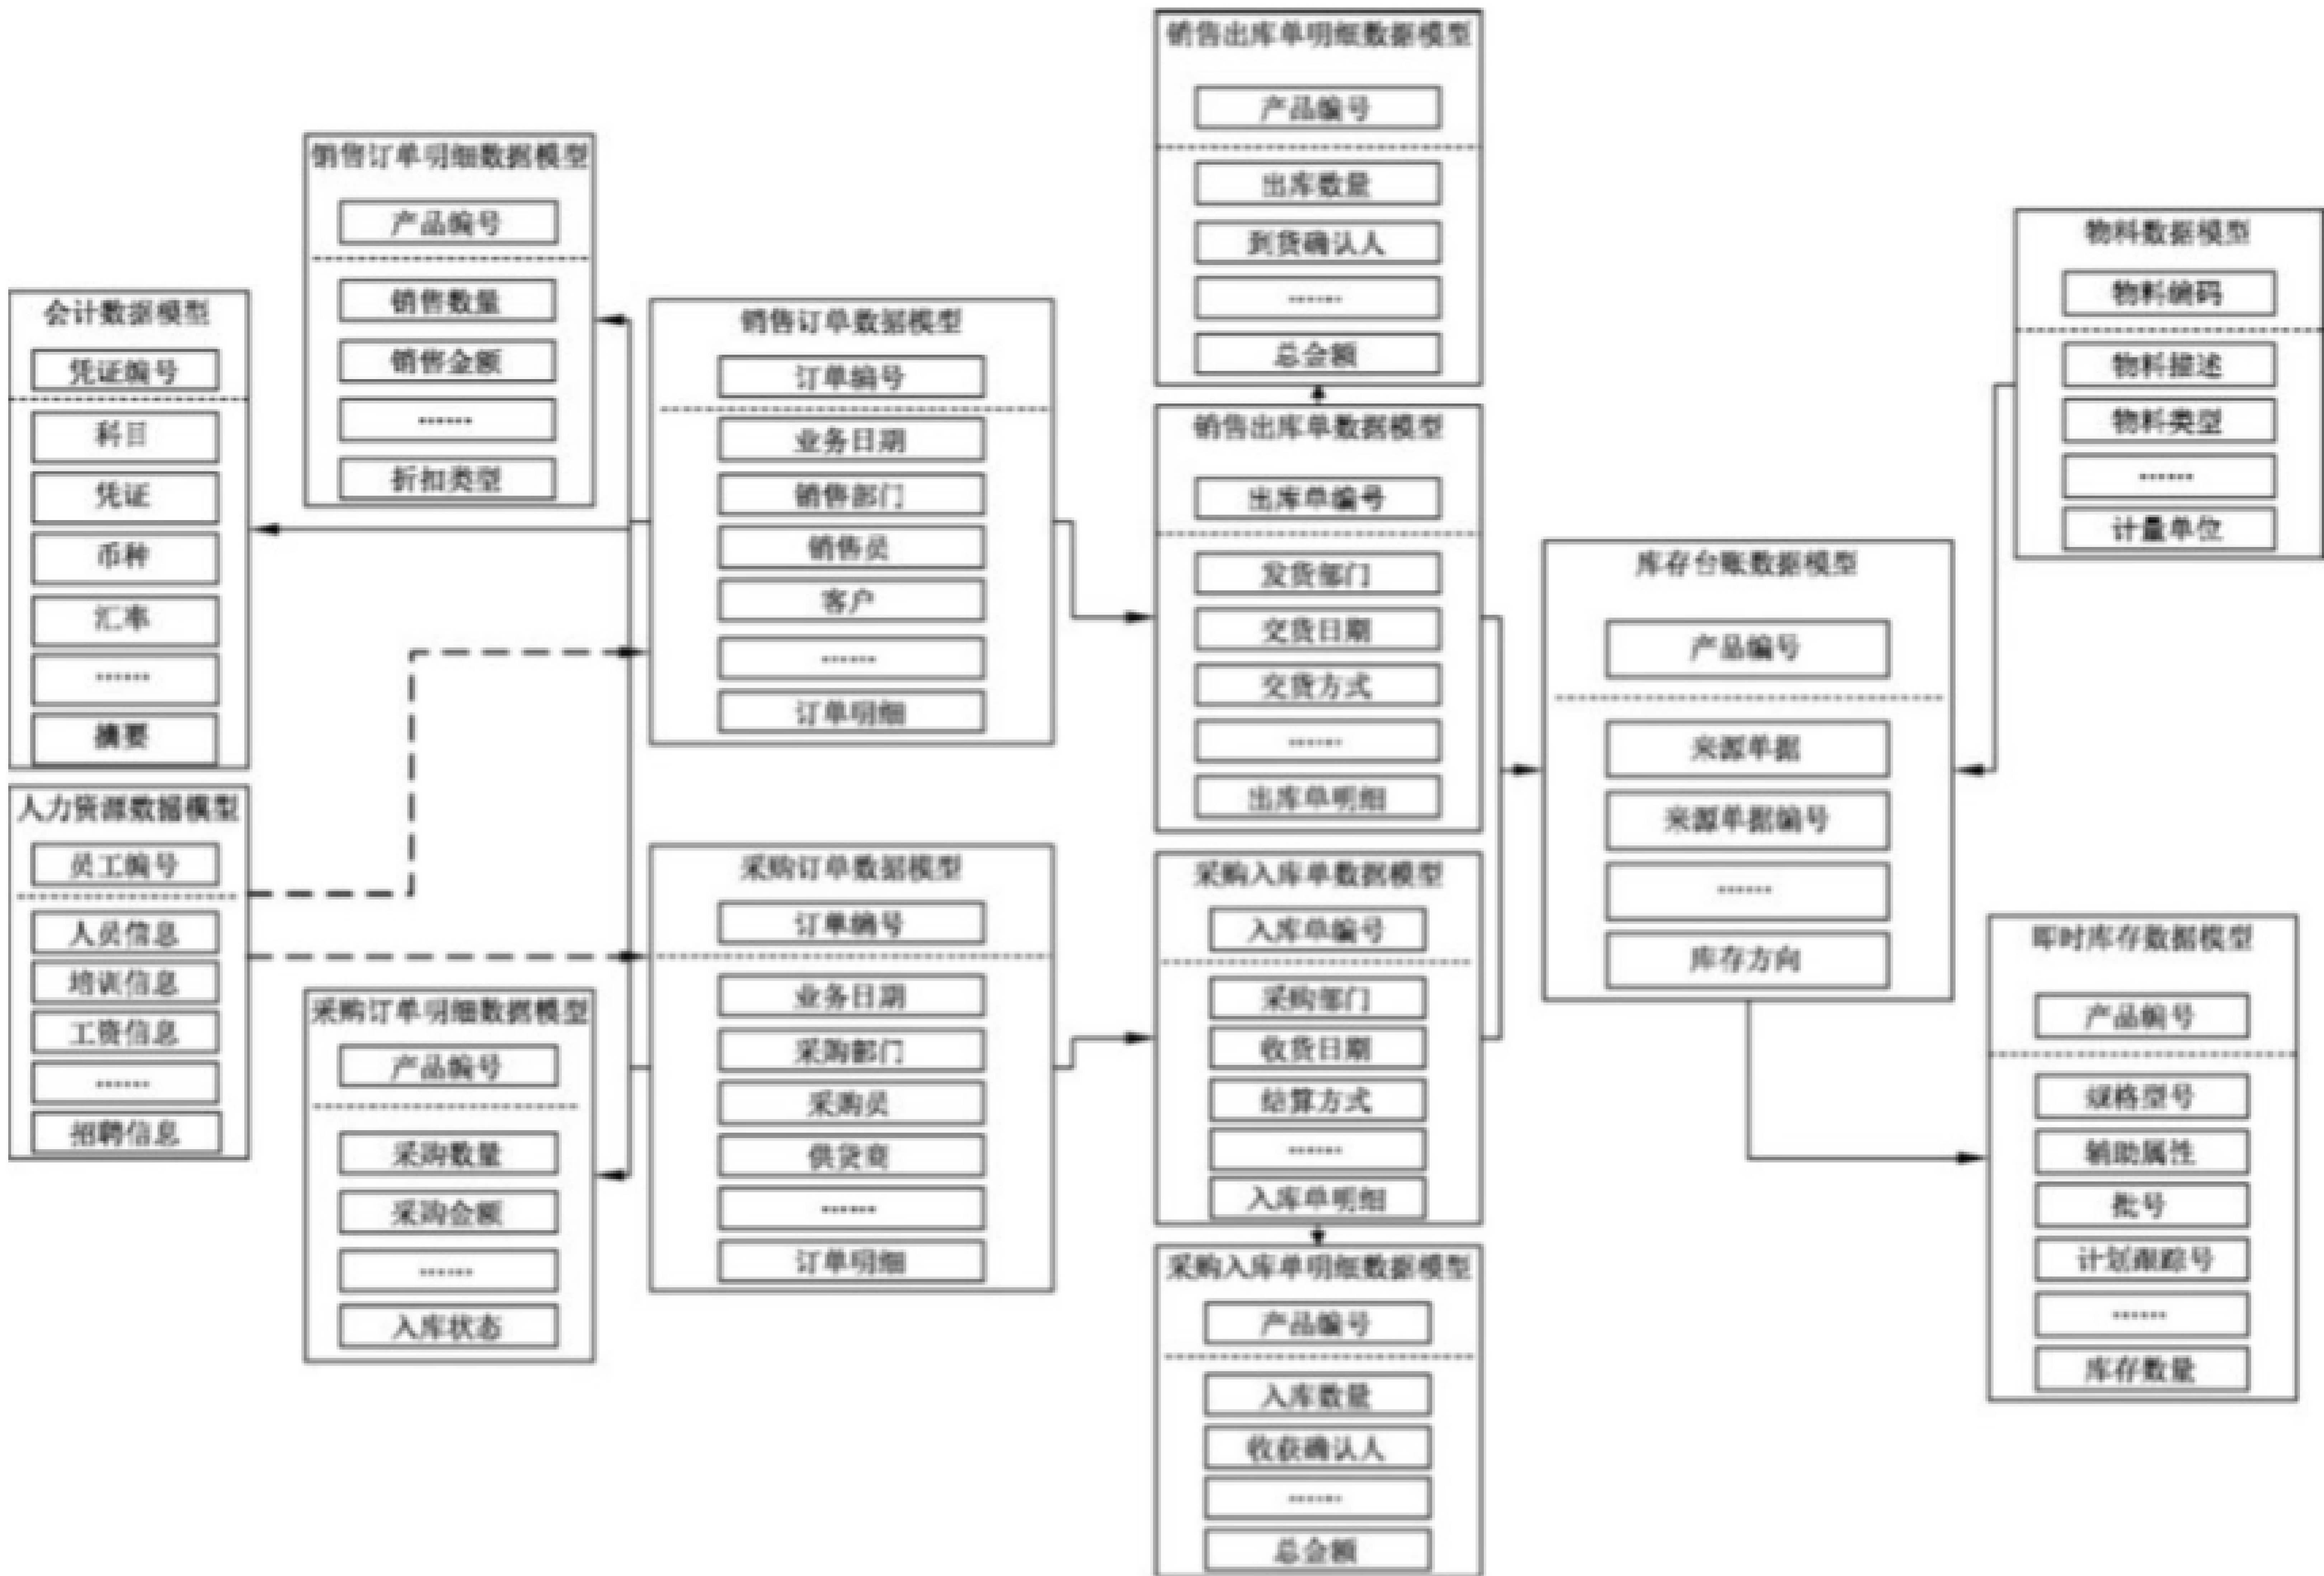 销售出库单明细数据模型
产品编号
出库数量
到货确认人
……
总金额
销售订单明细数据模型
产品编号
销售数量
销售金额
……
折扣类型
会计数据模型
凭证编号
科目
凭证
币种
汇率
……
摘要
销售订单数据模型
订单编号
业务日期
销售部门
销售员
客户
……
订单明细
销售出库单数据模型
出库单编号
发货部门
交货日期
交货方式
……
出库单明细
物料数据模型
物料编码
物料描述
物料类型
……
计量单位
库存台账数据模型
产品编号
来源单据
来源单据编号
……
库存方向
人力资源数据模型
员工编号
人员信息
培训信息
工资信息
……
招聘信息
采购订单明细数据模型
产品编号
采购数量
采购金额
……
入库状态
采购订单数据模型
订单编号
业务日期
采购部门
采购员
供货商
……
订单明细
采购入库单数据模型
入库单编号
采购部门
收货日期
结算方式
……
入库单明细
采购入库单明细数据模型
产品编号
入库数量
收获确认人
……
总金额
即时库存数据模型
产品编号
规格型号
辅助属性
批号
计划跟踪号
……
库存数量